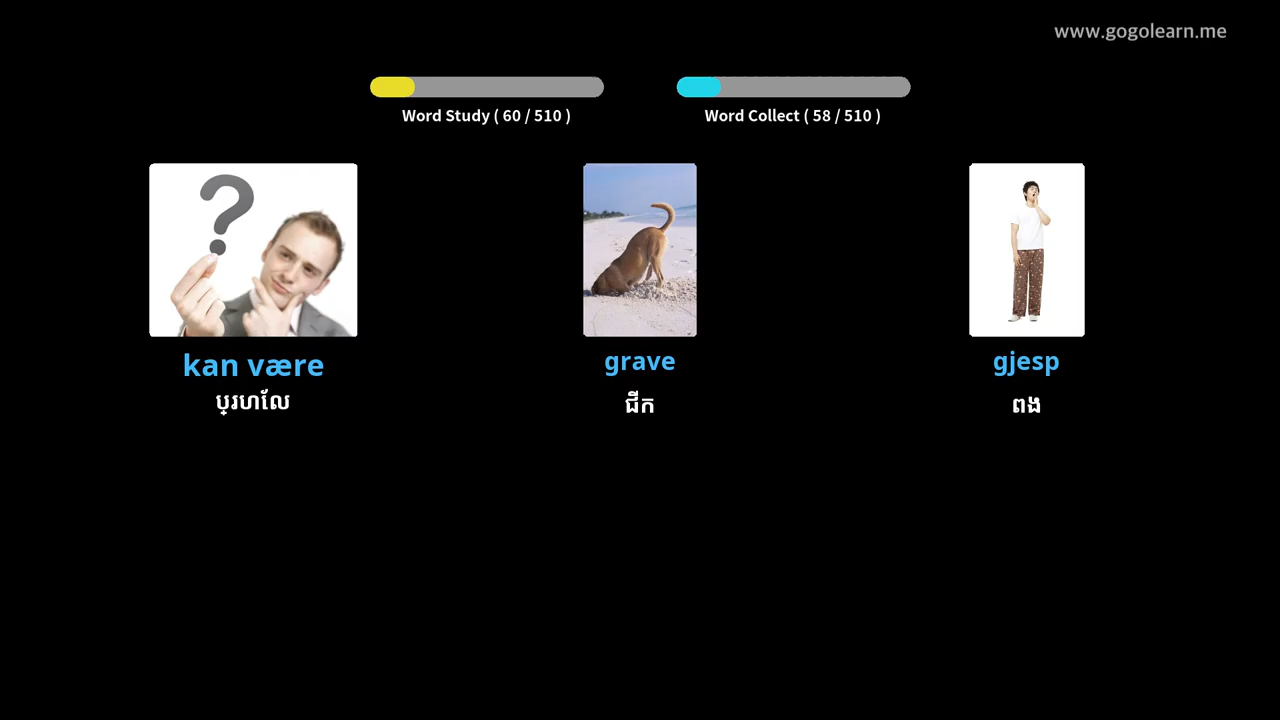 www.gogolearn.me
Word Study ( 60 / 510 )
Word Collect ( 58 / 510 )
kan være
grave
gjesp
ប្រហលែ
ជីក
ពង